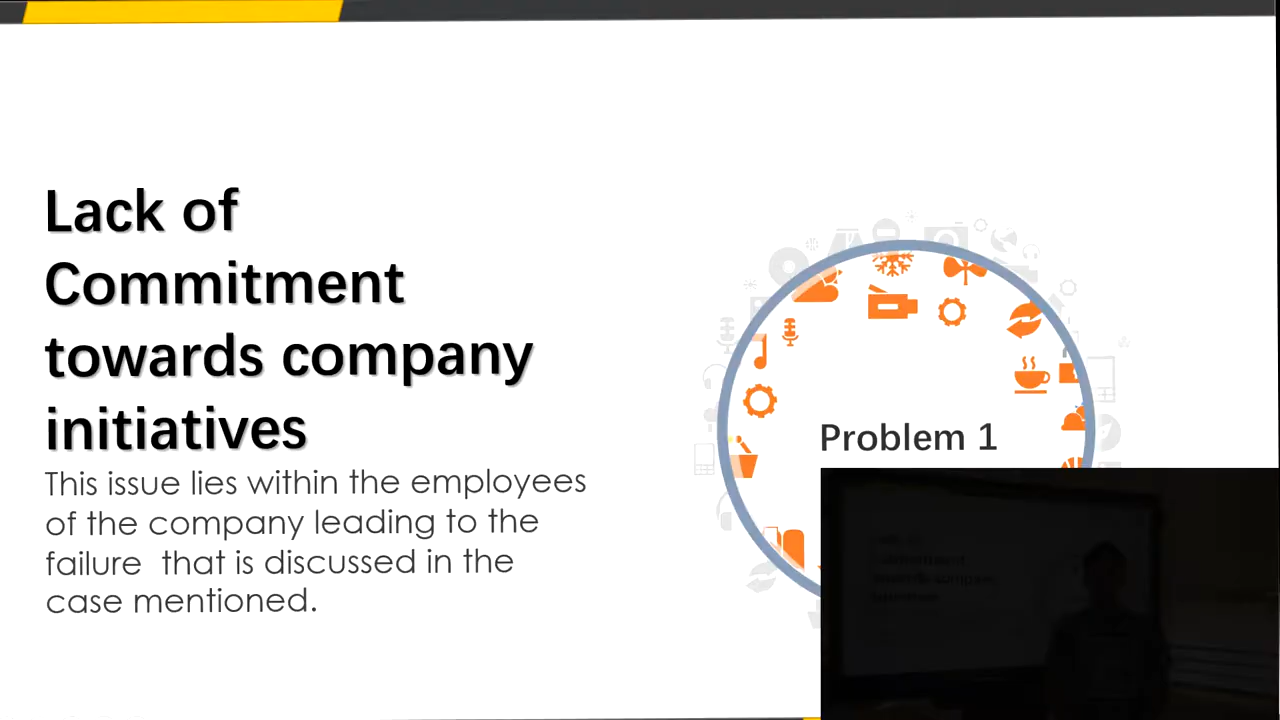 Lack of
Commitment
towards company
initiatives
This issue lies within the employees
of the company leading to the
failure  that is discussed in the
case mentioned.
Problem 1